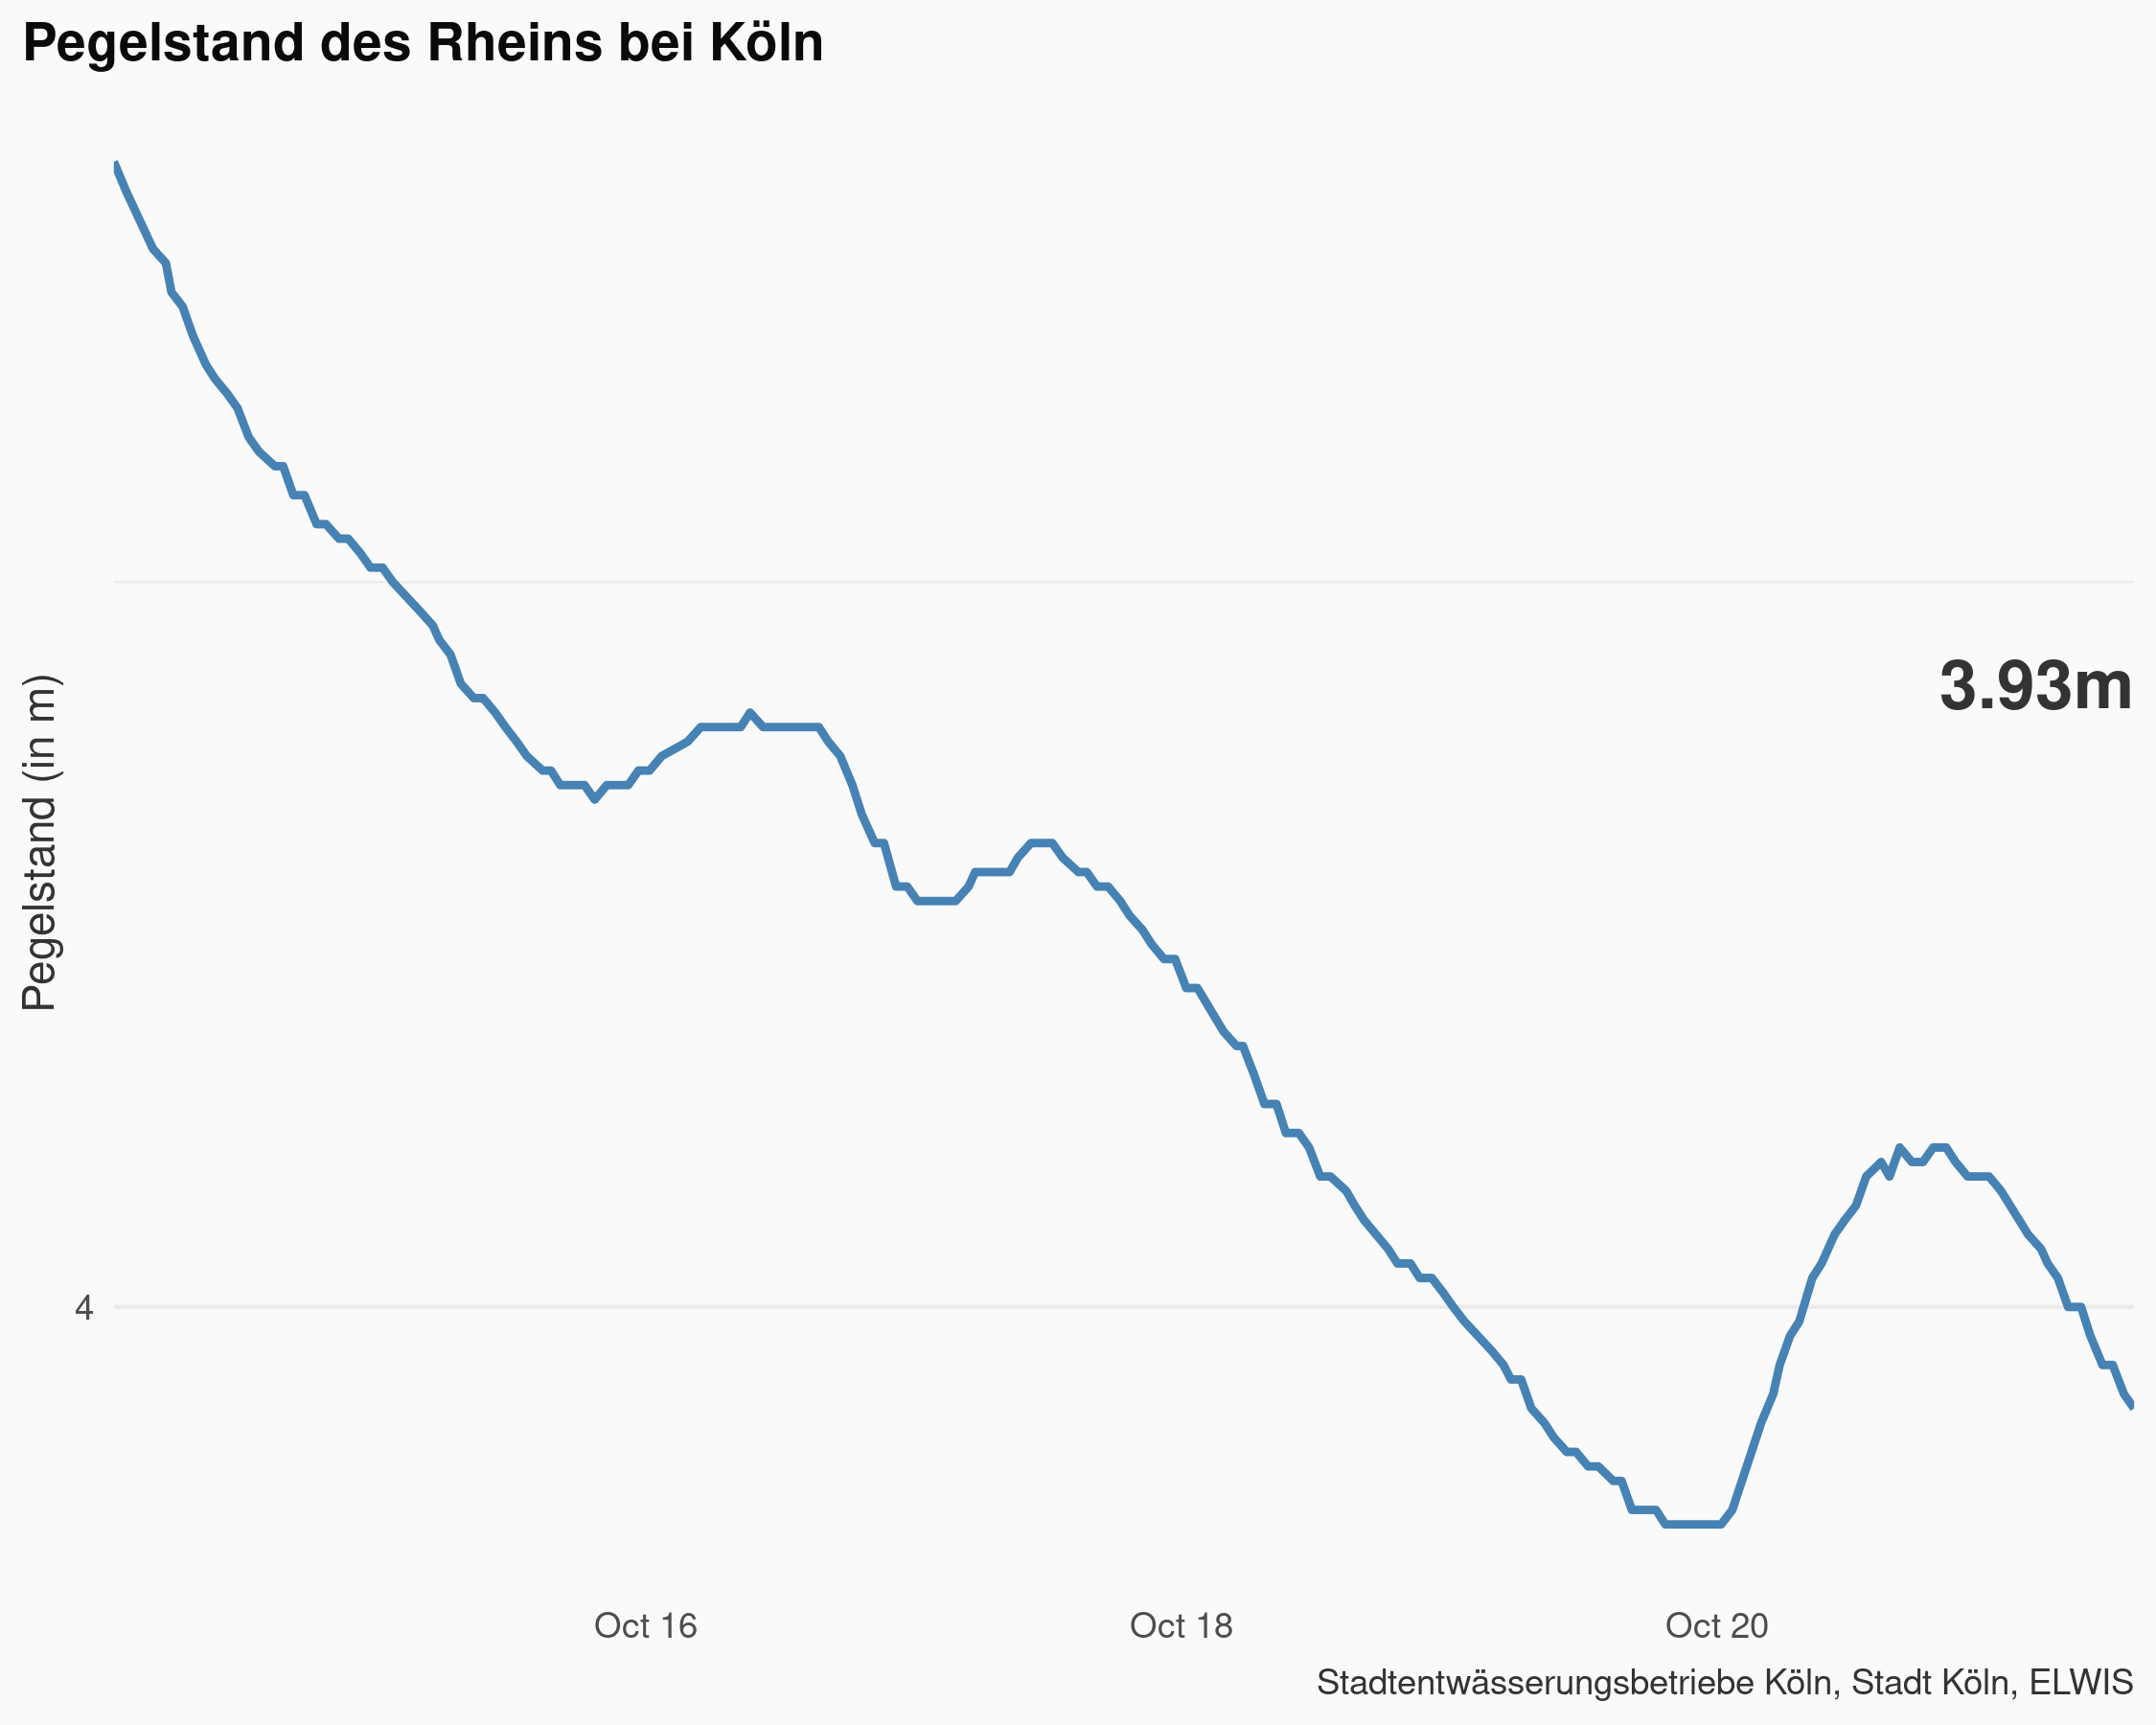 Pegelstand des Rheins bei Köln
Pegelstand (in m)
3.93m
4
Oct 16
Oct 18
Oct 20
Stadtentwässerungsbetriebe Köln, Stadt Köln, ELWIS